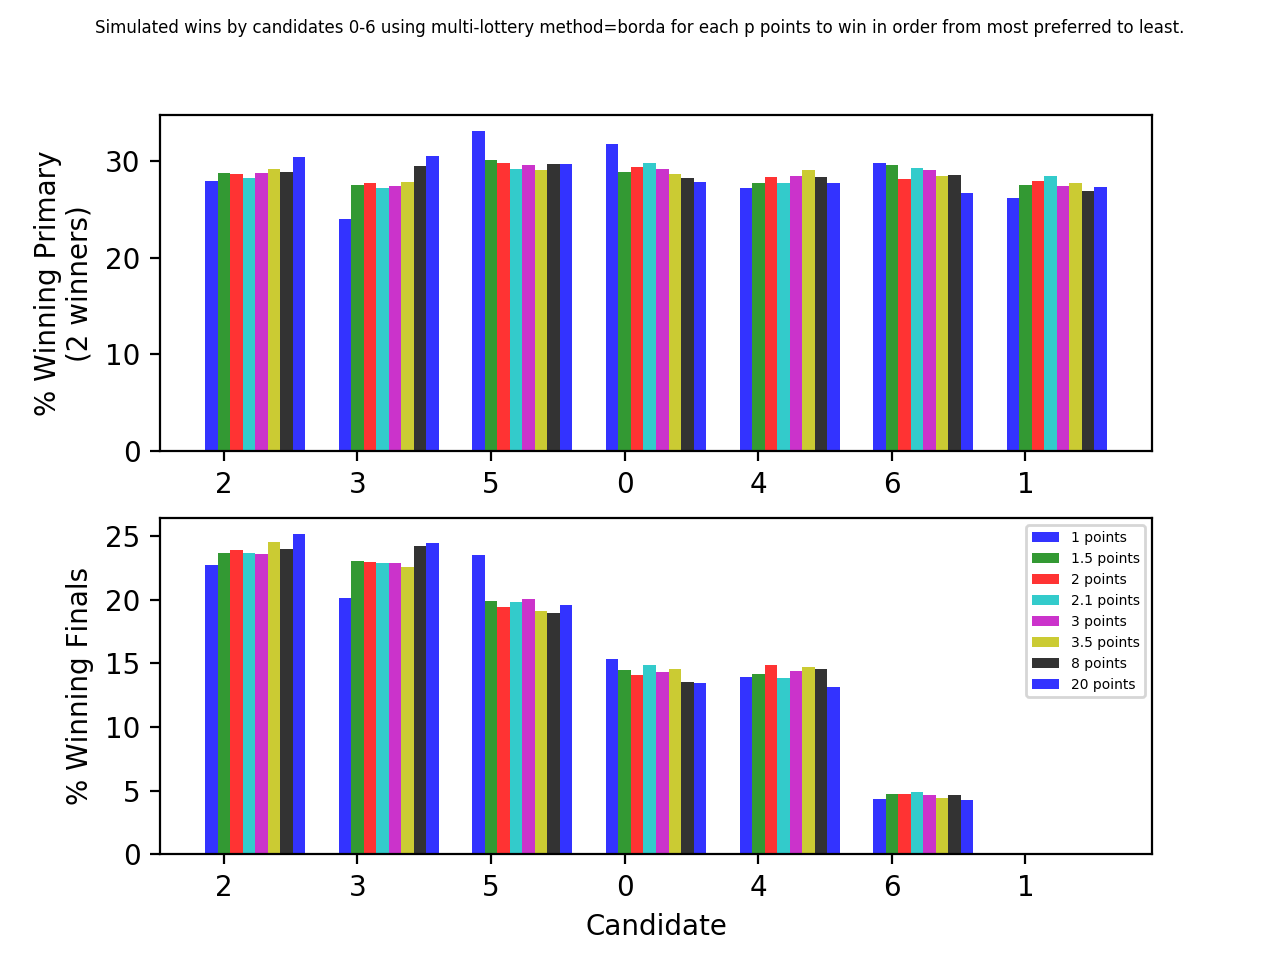 Simulated wins by candidates 0-6 using multi-lottery method=borda for each p points to win in order from most preferred to least.
% Winning Primary
(2 winners)
30
20
10
0
2 3 5 0 4 6 1
% Winning Finals
25
20
15
10
5
0
1 points
1.5 points
2 points
2.1 points
3 points
3.5 points
8 points
20 points
2 3 5 0 4 6 1
Candidate